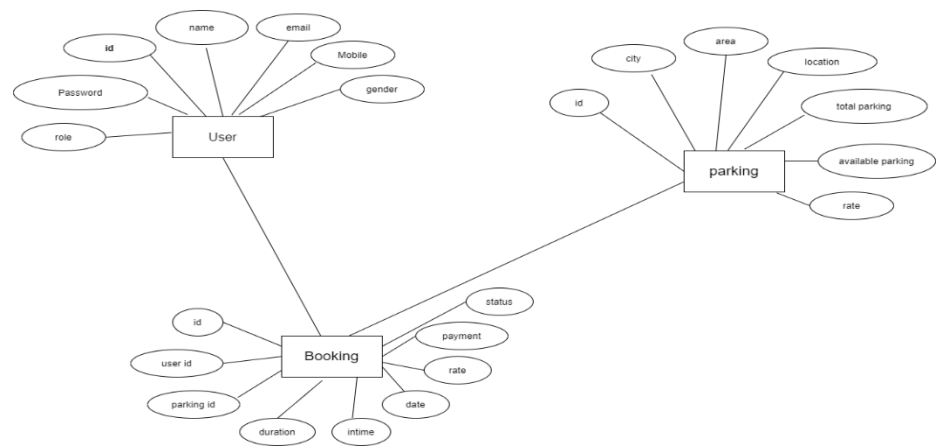 name
email
id
Mobile
Password
gender
role
User
area
city
location
id
total parking
available parking
parking
rate
status
id
payment
user id
Booking
rate
parking id
date
duration
intime